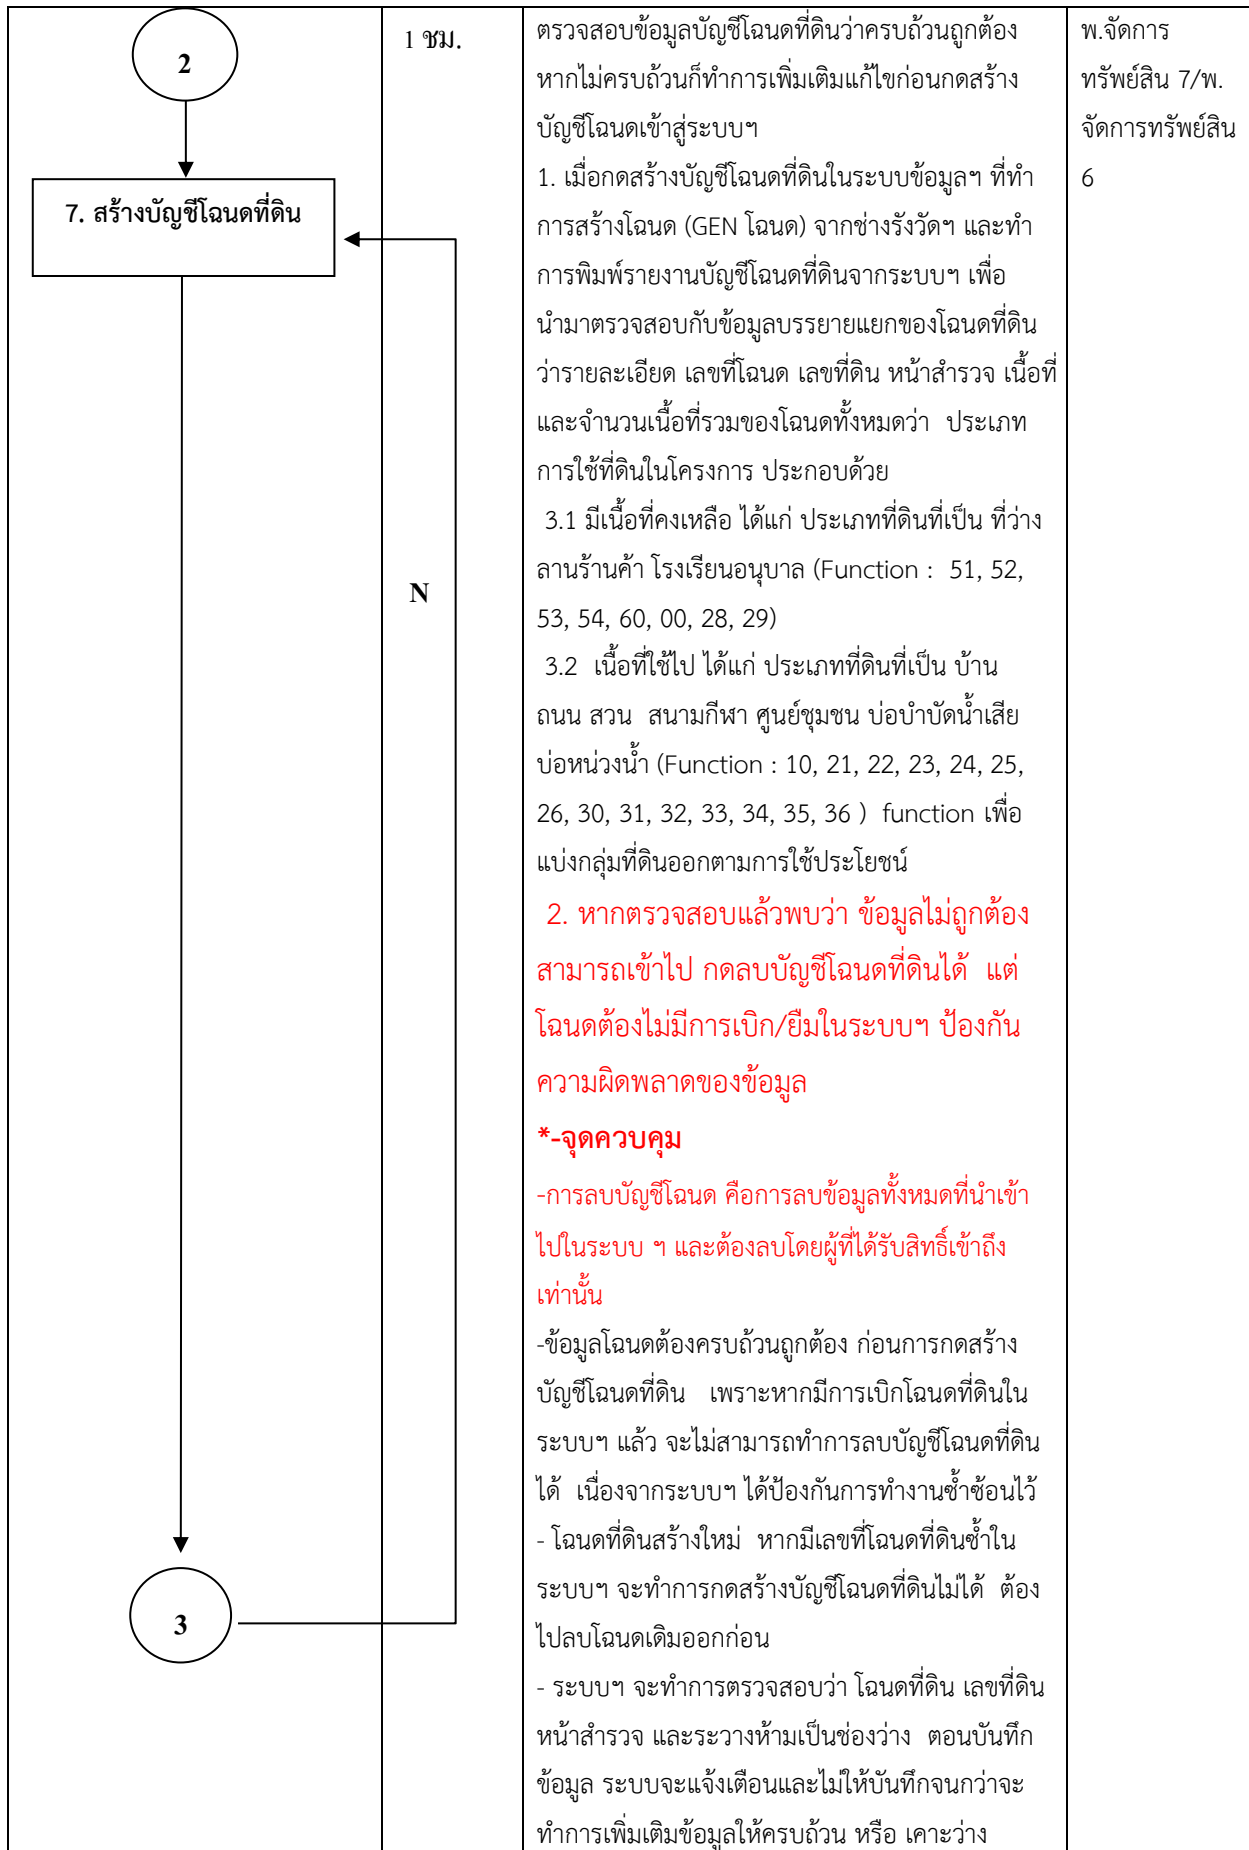 2
7. สร้างบัญชีโฉนดที่ดิน
3
1 ชม.
N
ตรวจสอบข้อมูลบัญชีโฉนดที่ดินว่าครบถ้วนถูกต้อง
หากไม่ครบถ้วนก็ทำการเพิ่มเติมแก้ไขก่อนกดสร้าง
บัญชีโฉนดเข้าสู่ระบบฯ
1. เมื่อกดสร้างบัญชีโฉนดที่ดินในระบบข้อมูลฯ ที่ทำ
การสร้างโฉนด (GEN โฉนด) จากช่างรังวัดฯ และทำ
การพิมพ์รายงานบัญชีโฉนดที่ดินจากระบบฯ เพื่อ
นำมาตรวจสอบกับข้อมูลบรรยายแยกของโฉนดที่ดิน
ว่ารายละเอียด เลขที่โฉนด เลขที่ดิน หน้าสำรวจ เนื้อที่
และจำนวนเนื้อที่รวมของโฉนดทั้งหมดว่า ประเภท
การใช้ที่ดินในโครงการ ประกอบด้วย
3.1 มีเนื้อที่คงเหลือ ได้แก่ ประเภทที่ดินที่เป็น ที่ว่าง
ลานร้านค้า โรงเรียนอนุบาล (Function : 51, 52,
53, 54, 60, 00, 28, 29)
3.2 เนื้อที่ใช้ไป ได้แก่ ประเภทที่ดินที่เป็น บ้าน
ถนน สวน สนามกีฬา ศูนย์ชุมชน บ่อบำบัดน้ำเสีย
บ่อหน่วงน้ำ (Function : 10, 21, 22, 23, 24, 25,
26, 30, 31, 32, 33, 34, 35, 36 ) function เพื่อ
แบ่งกลุ่มที่ดินออกตามการใช้ประโยชน์
2. หากตรวจสอบแล้วพบว่า ข้อมูลไม่ถูกต้อง
สามารถเข้าไป กดลบบัญชีโฉนดที่ดินได้ แต่
โฉนดต้องไม่มีการเบิก/ยืมในระบบฯ ป้องกัน
ความผิดพลาดของข้อมูล
*-จุดควบคุม
-การลบบัญชีโฉนด คือการลบข้อมูลทั้งหมดที่นำเข้า
ไปในระบบ ฯ และต้องลบโดยผู้ที่ได้รับสิทธิ์เข้าถึง
เท่านั้น
-ข้อมูลโฉนดต้องครบถ้วนถูกต้อง ก่อนการกดสร้าง
บัญชีโฉนดที่ดิน เพราะหากมีการเบิกโฉนดที่ดินใน
ระบบฯ แล้ว จะไม่สามารถทำการลบบัญชีโฉนดที่ดิน
ได้ เนื่องจากระบบฯ ได้ป้องกันการทำงานซ้ำซ้อนไว้
- โฉนดที่ดินสร้างใหม่ หากมีเลขที่โฉนดที่ดินซ้ำใน
ระบบฯ จะทำการกดสร้างบัญชีโฉนดที่ดินไม่ได้ ต้อง
ไปลบโฉนดเดิมออกก่อน
- ระบบฯ จะทำการตรวจสอบว่า โฉนดที่ดิน เลขที่ดิน
หน้าสำรวจ และระวางห้ามเป็นช่องว่าง ตอนบันทึก
ข้อมูล ระบบจะแจ้งเตือนและไม่ให้บันทึกจนกว่าจะ
ทำการเพิ่มเติมข้อมูลให้ครบถ้วน หรือ เคาะว่าง
พ.จัดการ
ทรัพย์สิน 7/พ.
จัดการทรัพย์สิน
6